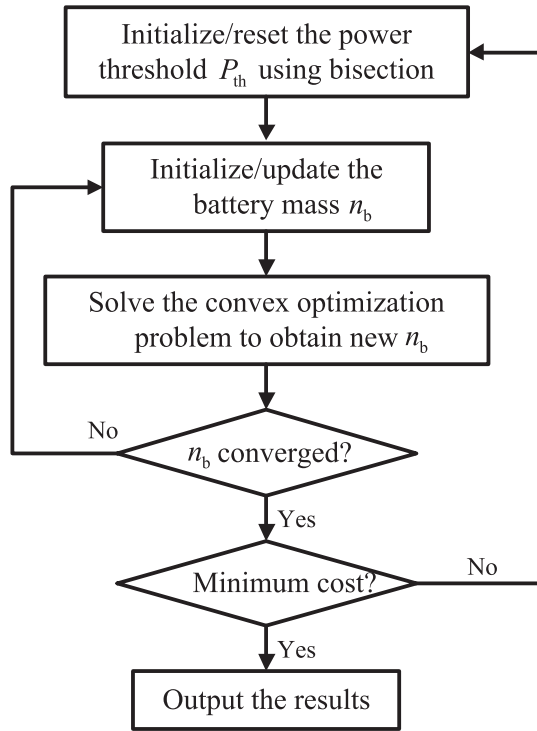 Initialize/reset the power
threshold P_th using bisection
Initialize/update the
battery mass n_b
Solve the convex optimization
problem to obtain new n_b
No
n_b converged?
Yes
Minimum cost?
No
Yes
Output the results